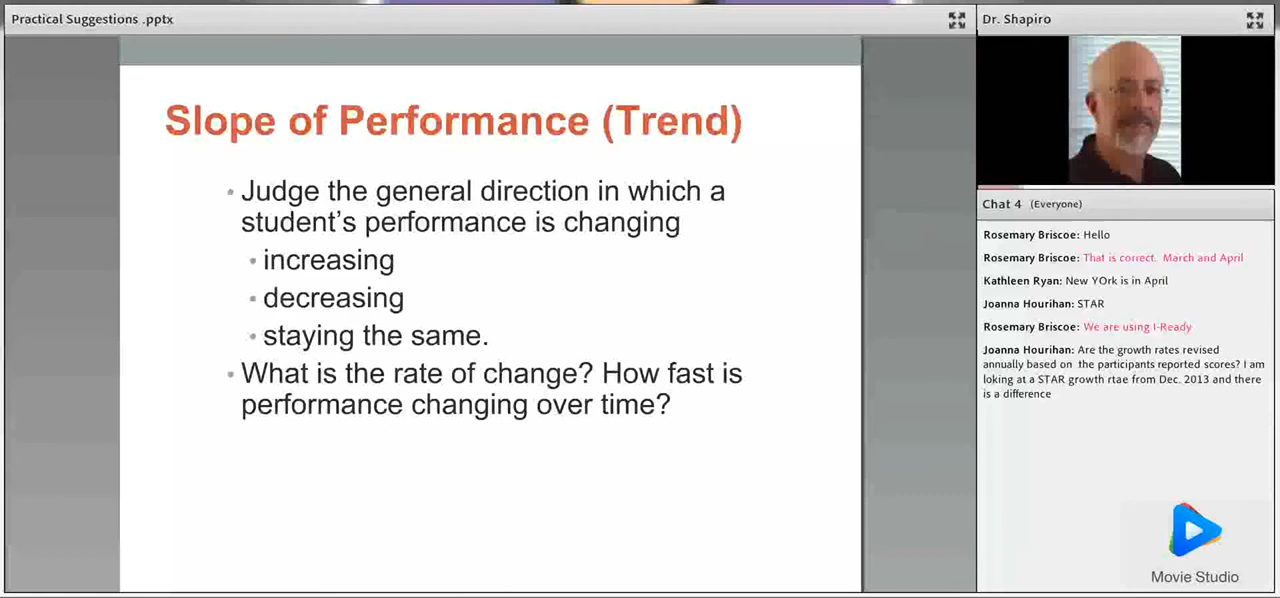 Practical Suggestions .pptx
Slope of Performance (Trend)
• Judge the general direction in which a
student's performance is changing
• increasing
• decreasing
• staying the same.
• What is the rate of change? How fast is
performance changing over time?
Dr. Shapiro
Chat 4 (Everyone)
Rosemary Briscoe: Hello
Rosemary Briscoe: That is correct. March and April
Kathleen Ryan: New YOrk is in April
Joanna Hourihan: STAR
Rosemary Briscoe: We are using I-Ready
Joanna Hourihan: Are the growth rates revised
annually based on the participants reported scores? I am
loking at a STAR growth rtae from Dec. 2013 and there
is a difference
Movie Studio